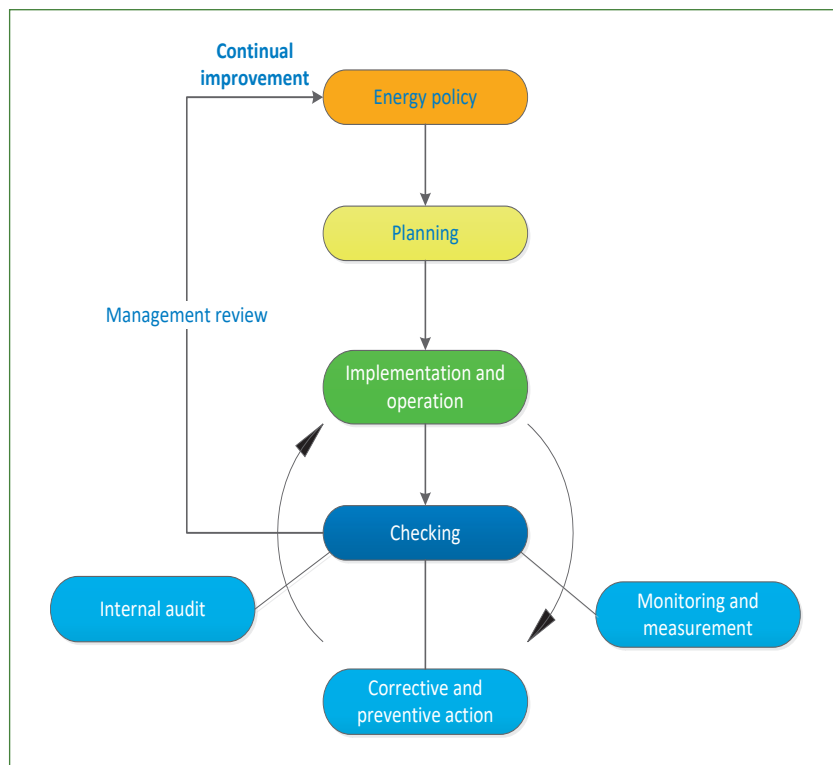 Continual
improvement
Energy policy
Planning
Management review
Implementation and
operation
Checking
Internal audit
Monitoring and
measurement
Corrective and
preventive action